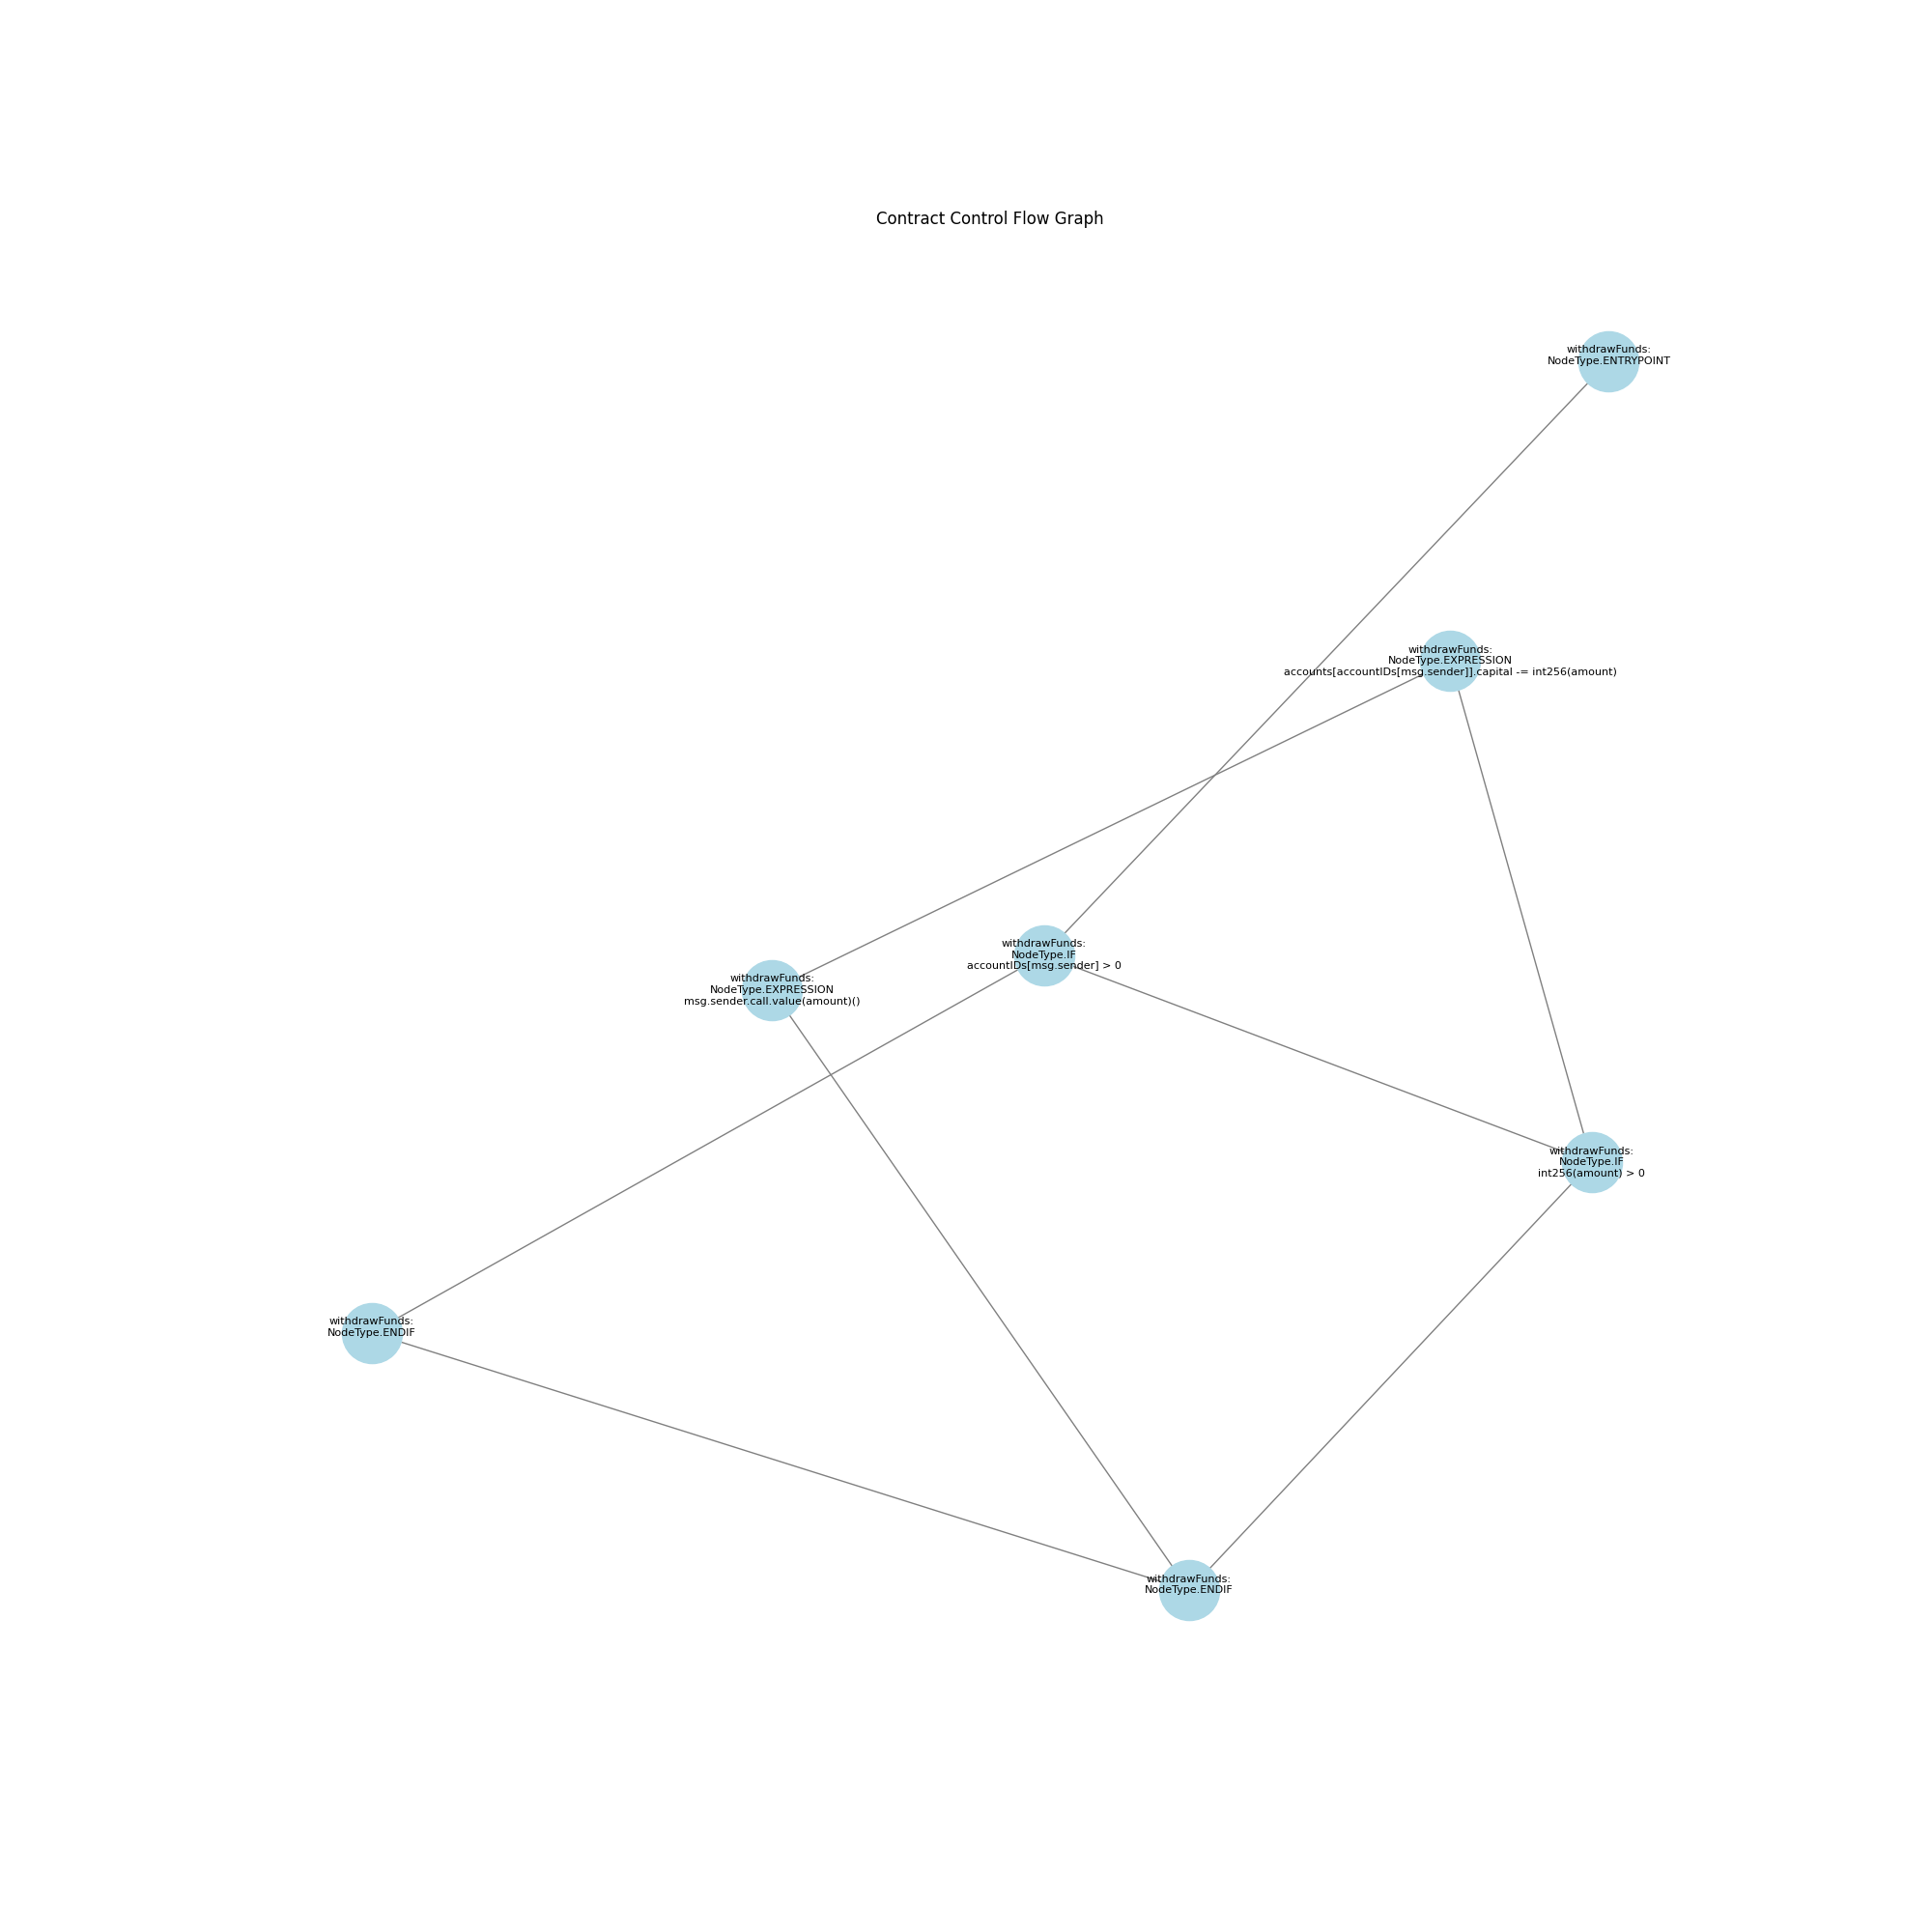 Contract Control Flow Graph
withdrawFunds:
NodeType.ENTRYPOINT
withdrawFunds:
NodeType.EXPRESSION
accounts[accountIDs[msg.sender]].capital -= int256(amount)
withdrawFunds:
NodeType.IF
accountIDs[msg.sender] > 0
withdrawFunds:
NodeType.EXPRESSION
msg.sender.call.value(amount)()
withdrawFunds:
NodeType.IF
int256(amount) > 0
withdrawFunds:
NodeType.ENDIF
withdrawFunds:
NodeType.ENDIF